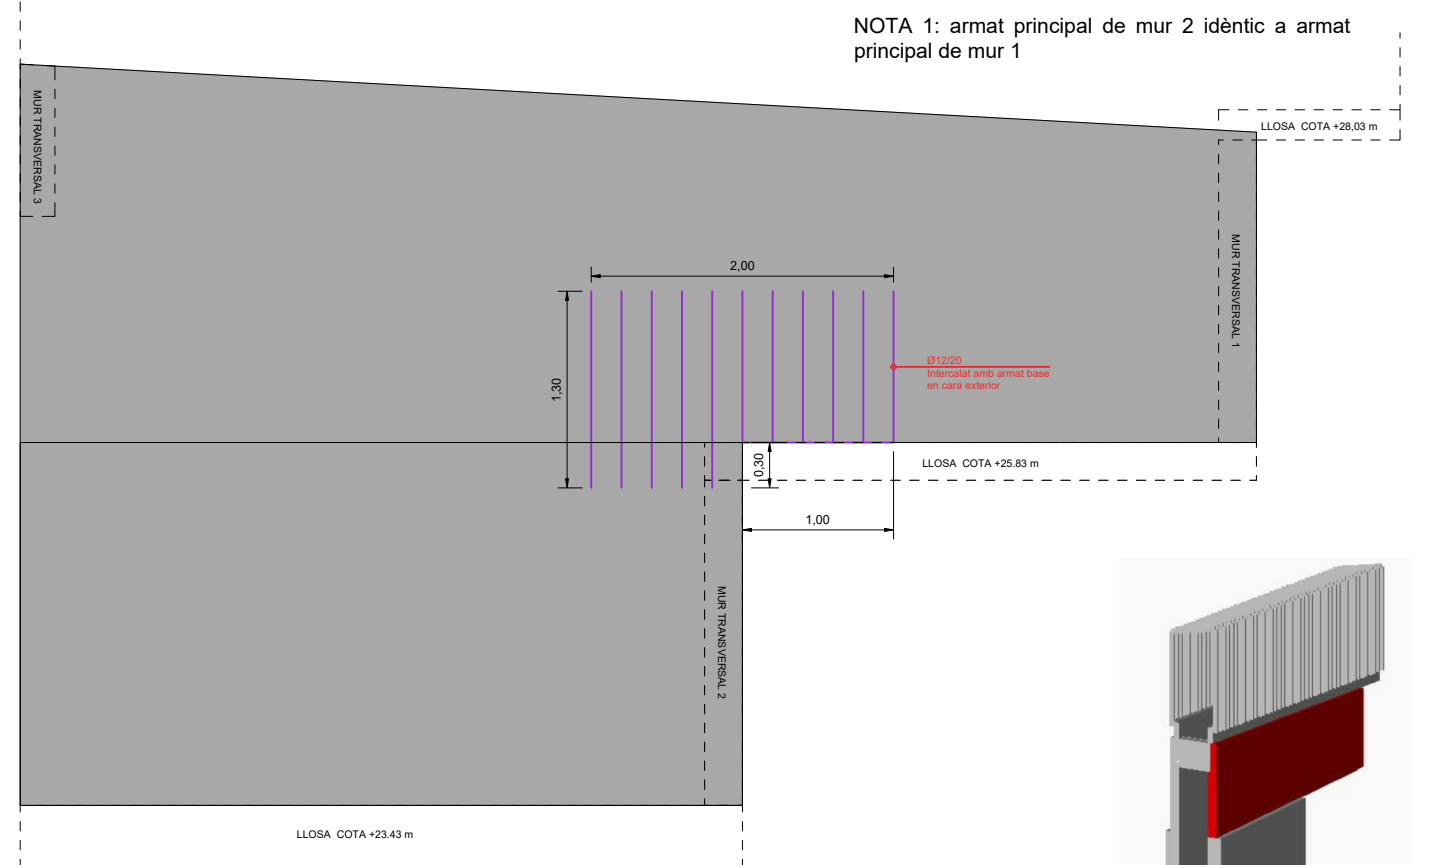 NOTA 1: armat principal de mur 2 idèntic a armat
principal de mur 1
MUR TRANSVERSAL 3
LLOSA COTA +28,03 m
MUR TRANSVERSAL 1
2,00
1,30
Ø12/20
Intercalat amb armat base
en cara exterior
0,30
LLOSA COTA +25.83 m
1,00
MUR TRANSVERSAL 2
LLOSA COTA +23.43 m